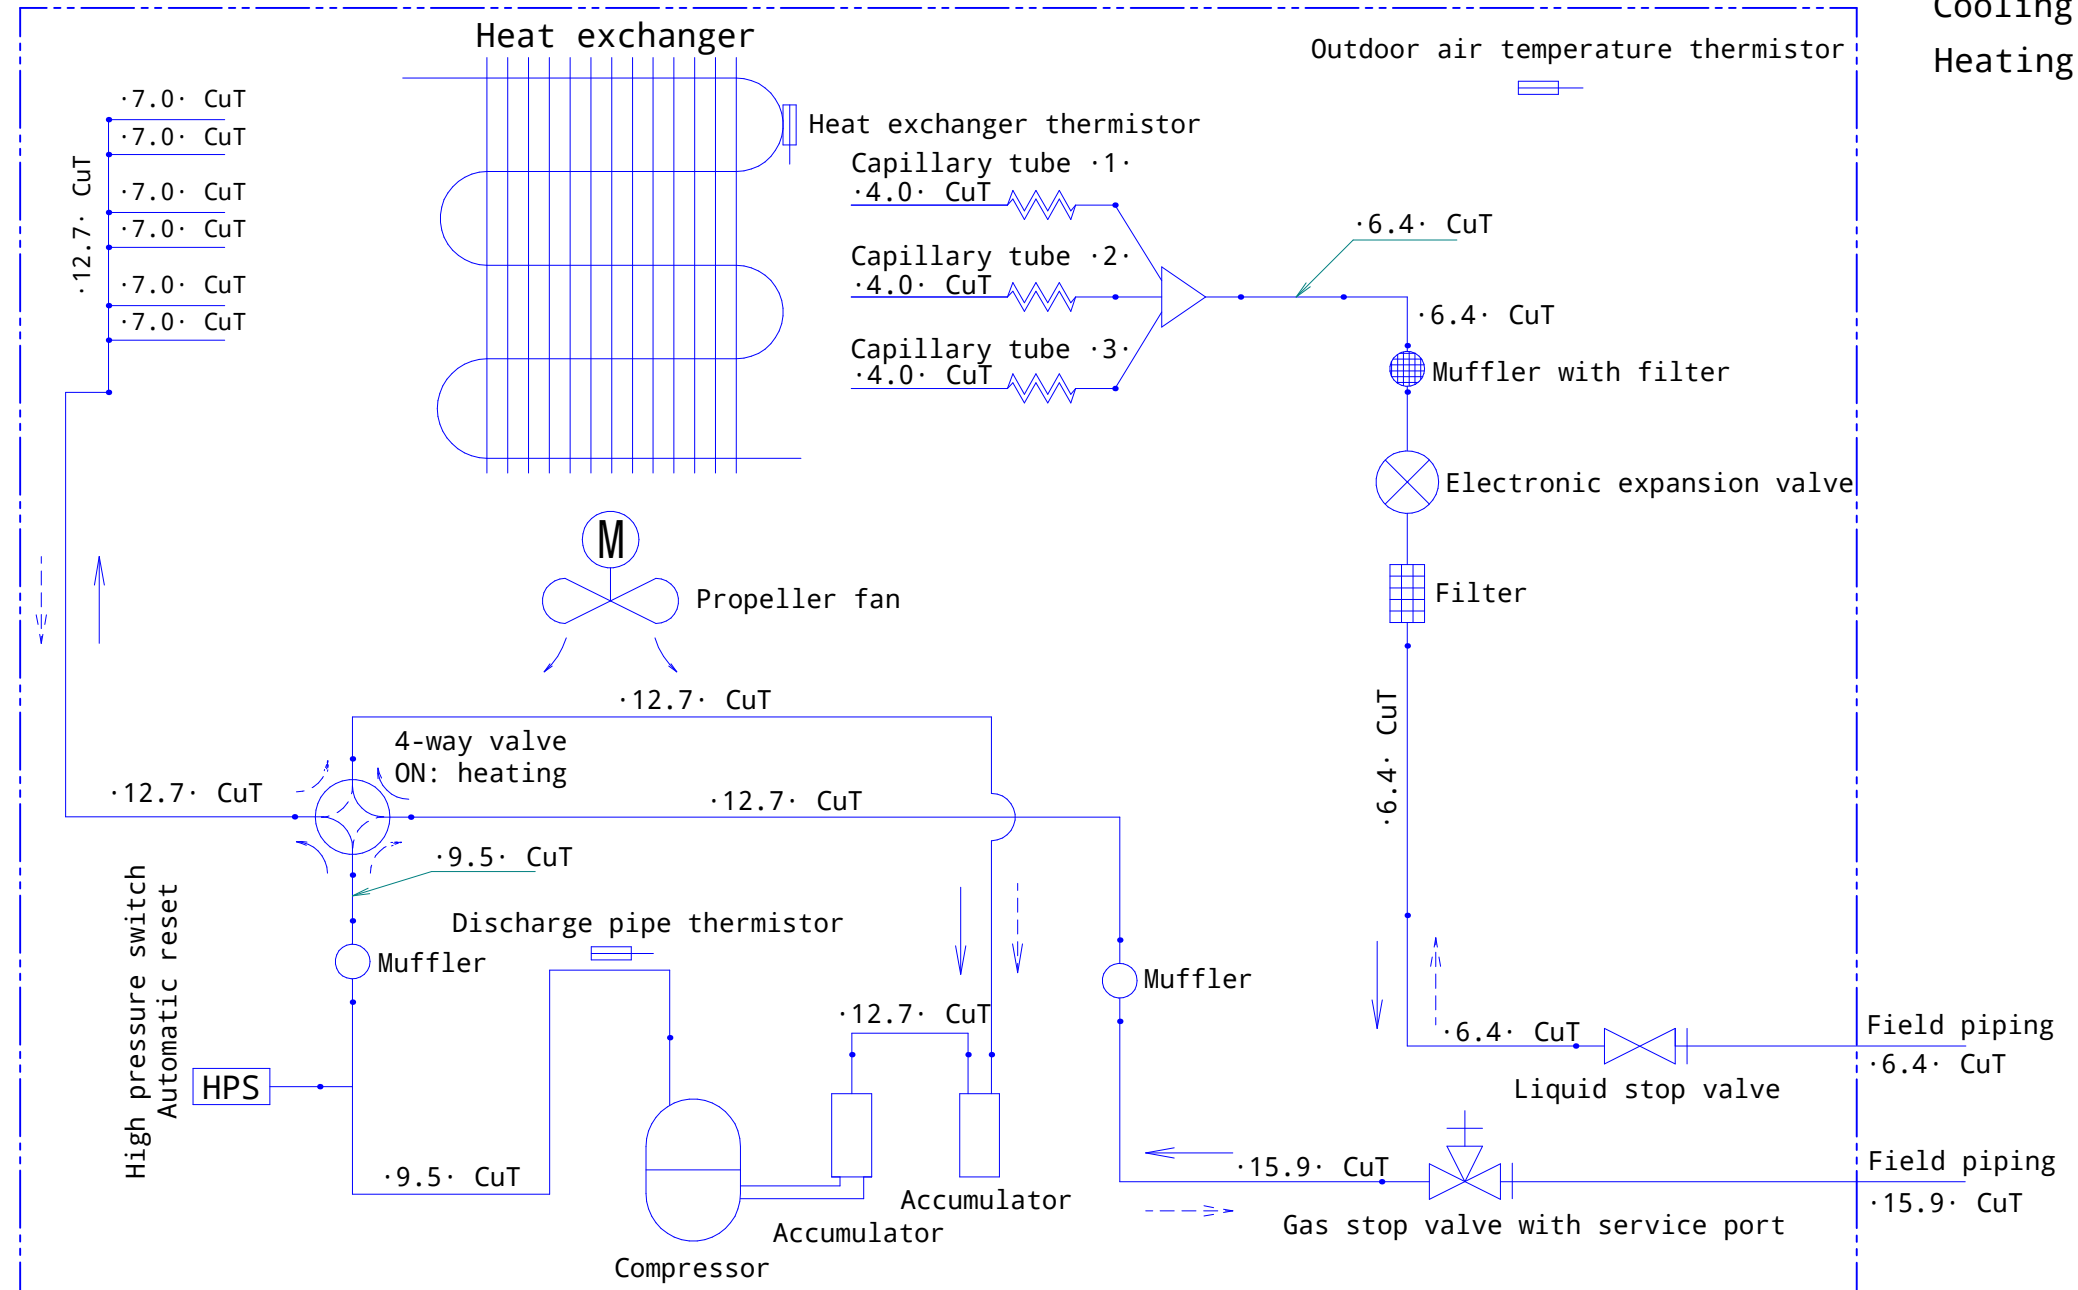 Cooling
Heating
Heat exchanger
Outdoor air temperature thermistor
·7.0· CuT
·7.0· CuT
·7.0· CuT
·7.0· CuT
·7.0· CuT
·7.0· CuT
·12.7· CuT
Heat exchanger thermistor
Capillary tube ·1·
·4.0· CuT
Capillary tube ·2·
·4.0· CuT
Capillary tube ·3·
·4.0· CuT
·6.4· CuT
·6.4· CuT
Muffler with filter
Electronic expansion valve
Filter
M
Propeller fan
·12.7· CuT
4-way valve
ON: heating
·12.7· CuT
·12.7· CuT
·6.4· CuT
·9.5· CuT
Discharge pipe thermistor
Muffler
Muffler
High pressure switch
Automatic reset
HPS
·12.7· CuT
·9.5· CuT
Accumulator
Accumulator
Compressor
·6.4· CuT
Liquid stop valve
Field piping
·6.4· CuT
·15.9· CuT
Gas stop valve with service port
Field piping
·15.9· CuT